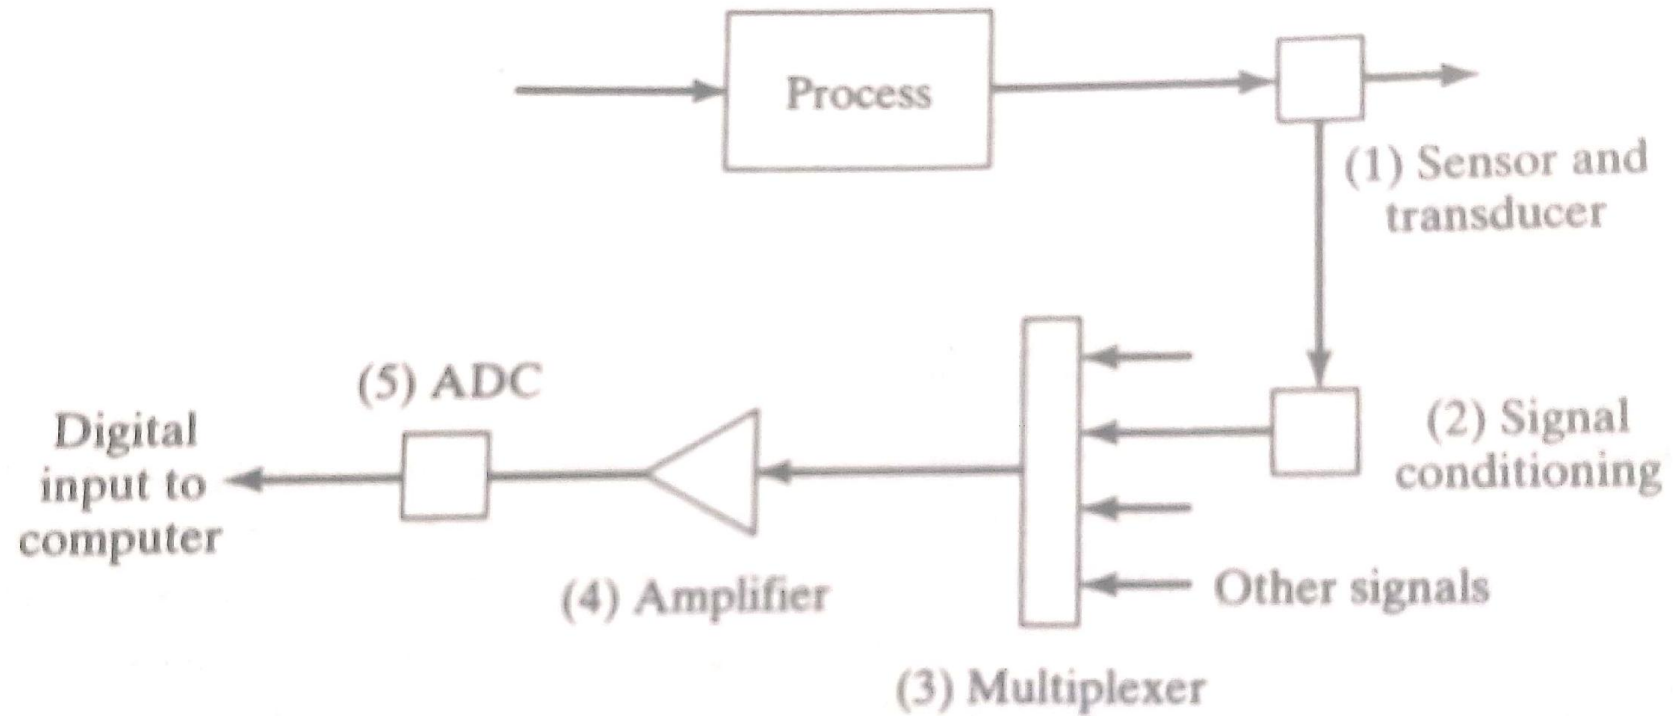 Process
(1) Sensor and
transducer
(5) ADC
Digital
input to
computer
(2) Signal
conditioning
(4) Amplifier
Other signals
(3) Multiplexer